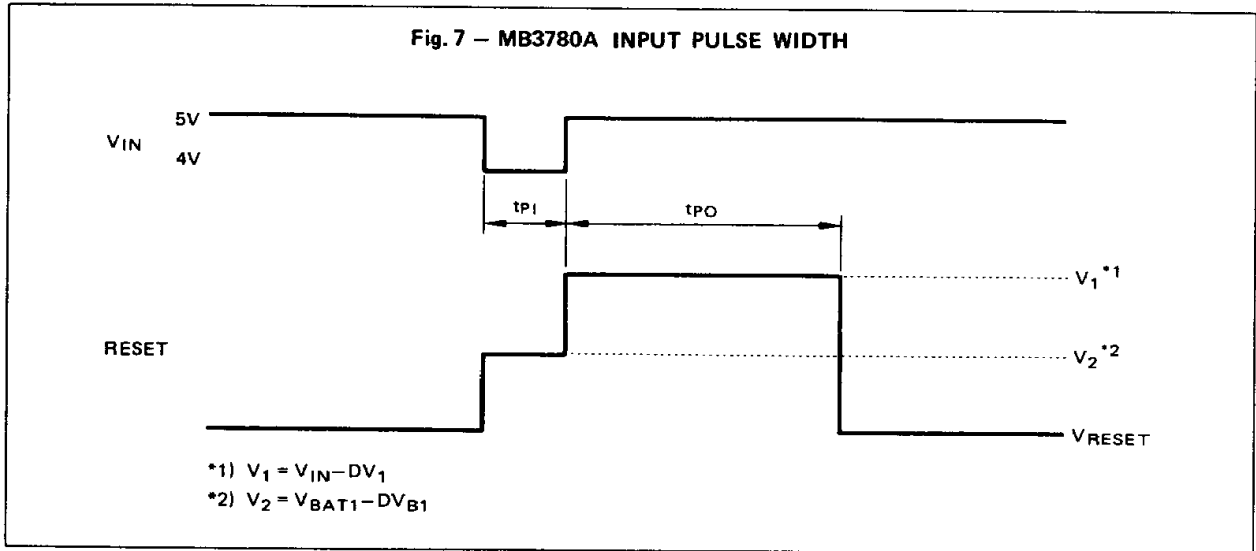 Fig. 7 – MB3780A INPUT PULSE WIDTH
5V
VIN
4V
tPI
tPO
V1*1
RESET
V2*2
VRESET
*1) V1 = VIN–DV1
*2) V2 = VBAT1–DVB1